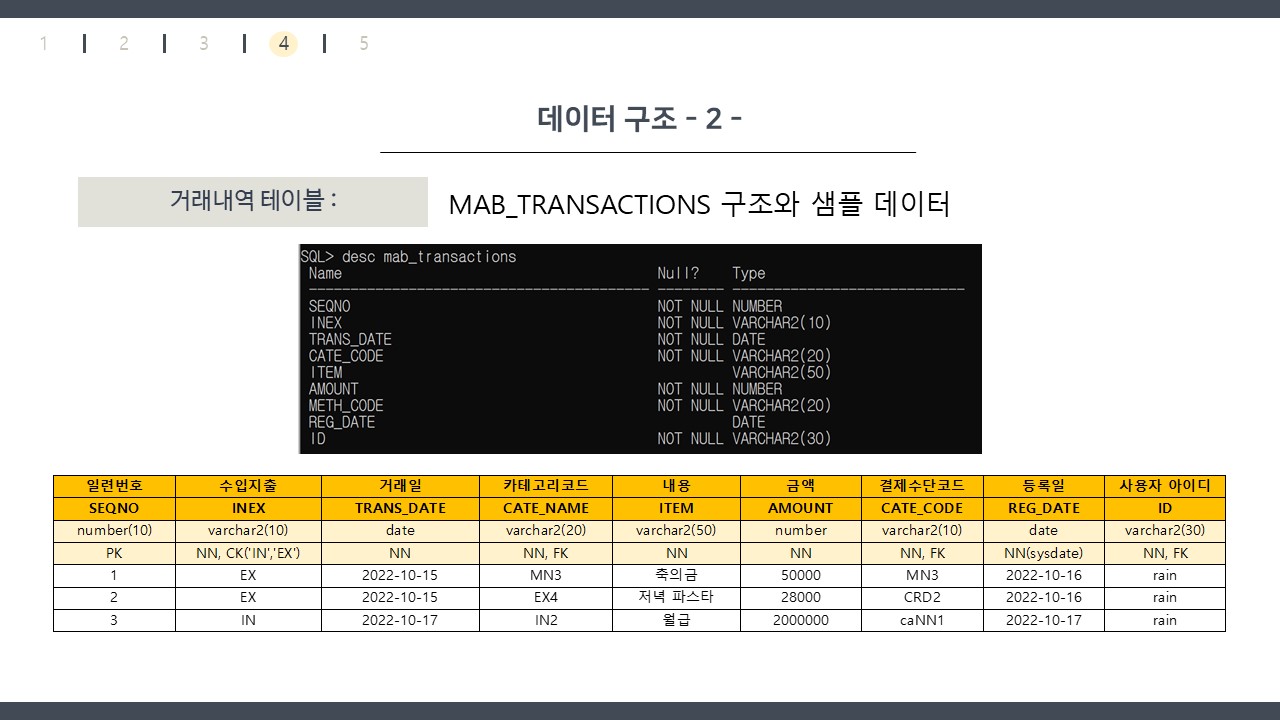 1 | 2 | 3 | 4 | 5
데이터 구조 - 2 -
거래내역 테이블 :
MAB_TRANSACTIONS 구조와 샘플 데이터
SQL> desc mab_transactions
Name Null? Type
----------------------------------------- -------- ----------------------------
SEQNO NOT NULL NUMBER
INEX NOT NULL VARCHAR2(10)
TRANS_DATE NOT NULL DATE
CATE_CODE NOT NULL VARCHAR2(20)
ITEM VARCHAR2(50)
AMOUNT NOT NULL NUMBER
METH_CODE NOT NULL VARCHAR2(20)
REG_DATE DATE
ID NOT NULL VARCHAR2(30)
일련번호 수입지출 거래일 카테고리코드 내용 금액 결제수단코드 등록일 사용자 아이디
SEQNO INEX TRANS_DATE CATE_NAME ITEM AMOUNT CATE_CODE REG_DATE ID
number(10) varchar2(10) date varchar2(20) varchar2(50) number varchar2(10) date varchar2(30)
PK NN, CK('IN','EX') NN NN, FK NN NN NN, FK NN(sysdate) NN, FK
1 EX 2022-10-15 MN3 축의금 50000 MN3 2022-10-16 rain
2 EX 2022-10-15 EX4 저녁 파스타 28000 CRD2 2022-10-16 rain
3 IN 2022-10-17 IN2 월급 2000000 caNN1 2022-10-17 rain